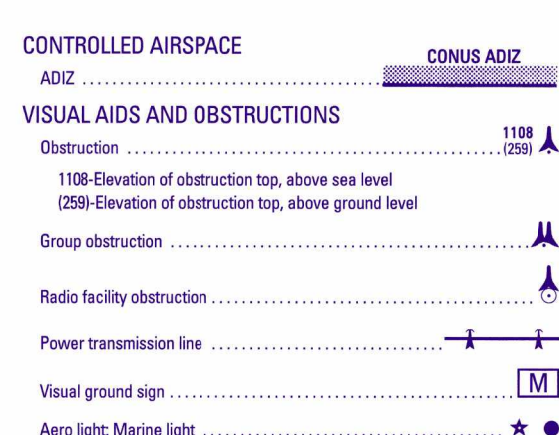 CONTROLLED AIRSPACE
CONUS ADIZ
ADIZ
VISUAL AIDS AND OBSTRUCTIONS
1108
Obstruction (259)
1108-Elevation of obstruction top, above sea level
(259)-Elevation of obstruction top, above ground level
Group obstruction
Radio facility obstruction
Power transmission line
Visual ground sign M
Aero light; Marine light